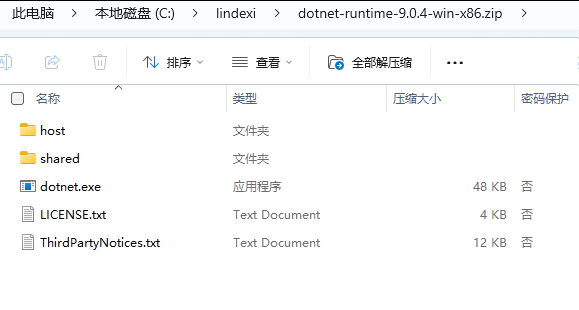 此电脑 > 本地磁盘 (C:) > lindexi > dotnet-runtime-9.0.4-win-x86.zip >
排序 查看 全部解压缩 ...
名称 类型 压缩大小 密码保护
host 文件夹
shared 文件夹
dotnet.exe 应用程序 48 KB 否
LICENSE.txt Text Document 4 KB 否
ThirdPartyNotices.txt Text Document 12 KB 否